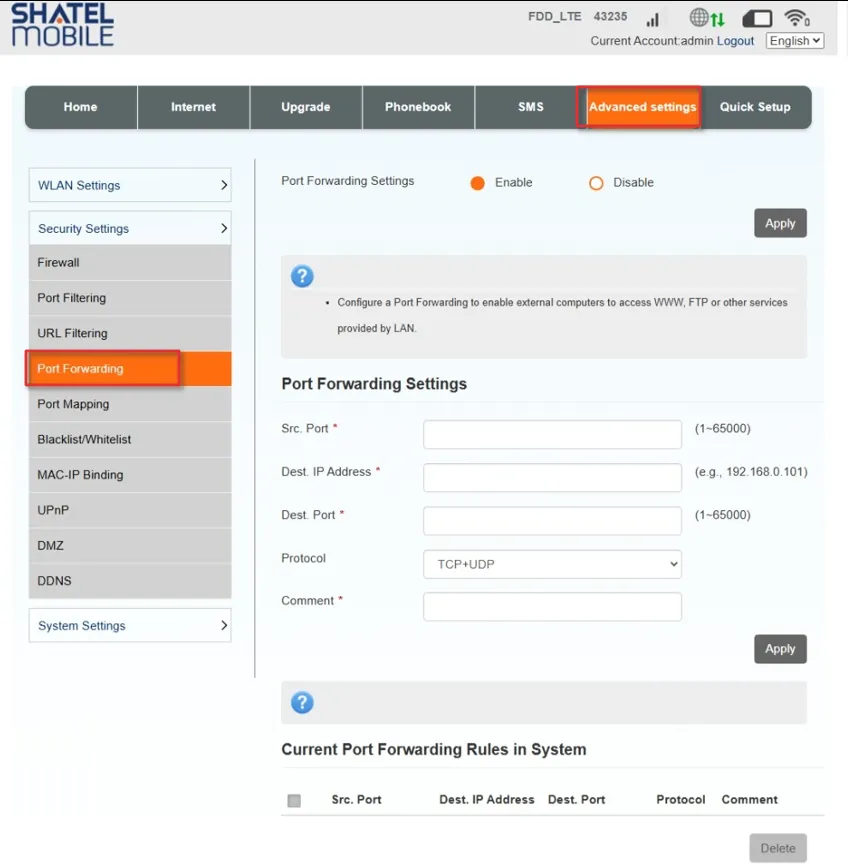 SHATEL
MOBILE
FDD_LTE 43235
0
Current Account:admin Logout English
Home Internet Upgrade Phonebook SMS Advanced settings Quick Setup
WLAN Settings
Security Settings
Firewall
Port Filtering
URL Filtering
Port Forwarding
Port Mapping
Blacklist/Whitelist
MAC-IP Binding
UPnP
DMZ
DDNS
System Settings
Port Forwarding Settings Enable Disable
Apply
?
• Configure a Port Forwarding to enable external computers to access WWW, FTP or other services
provided by LAN.
Port Forwarding Settings
Src. Port * (1~65000)
Dest. IP Address * (e.g., 192.168.0.101)
Dest. Port * (1~65000)
Protocol TCP+UDP
Comment *
Apply
?
Current Port Forwarding Rules in System
Src. Port Dest. IP Address Dest. Port Protocol Comment
Delete